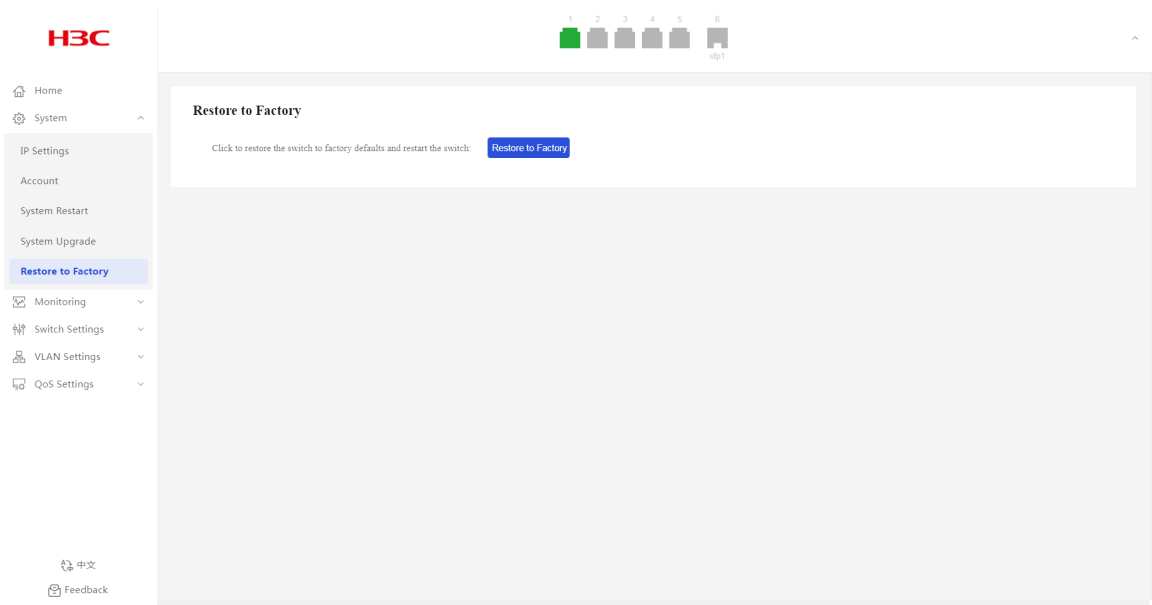 H3C
1 2 3 4 5 6
sfp1
Home
System
IP Settings
Account
System Restart
System Upgrade
Restore to Factory
Monitoring
Switch Settings
VLAN Settings
QoS Settings
中文
Feedback
Restore to Factory
Click to restore the switch to factory defaults and restart the switch: Restore to Factory